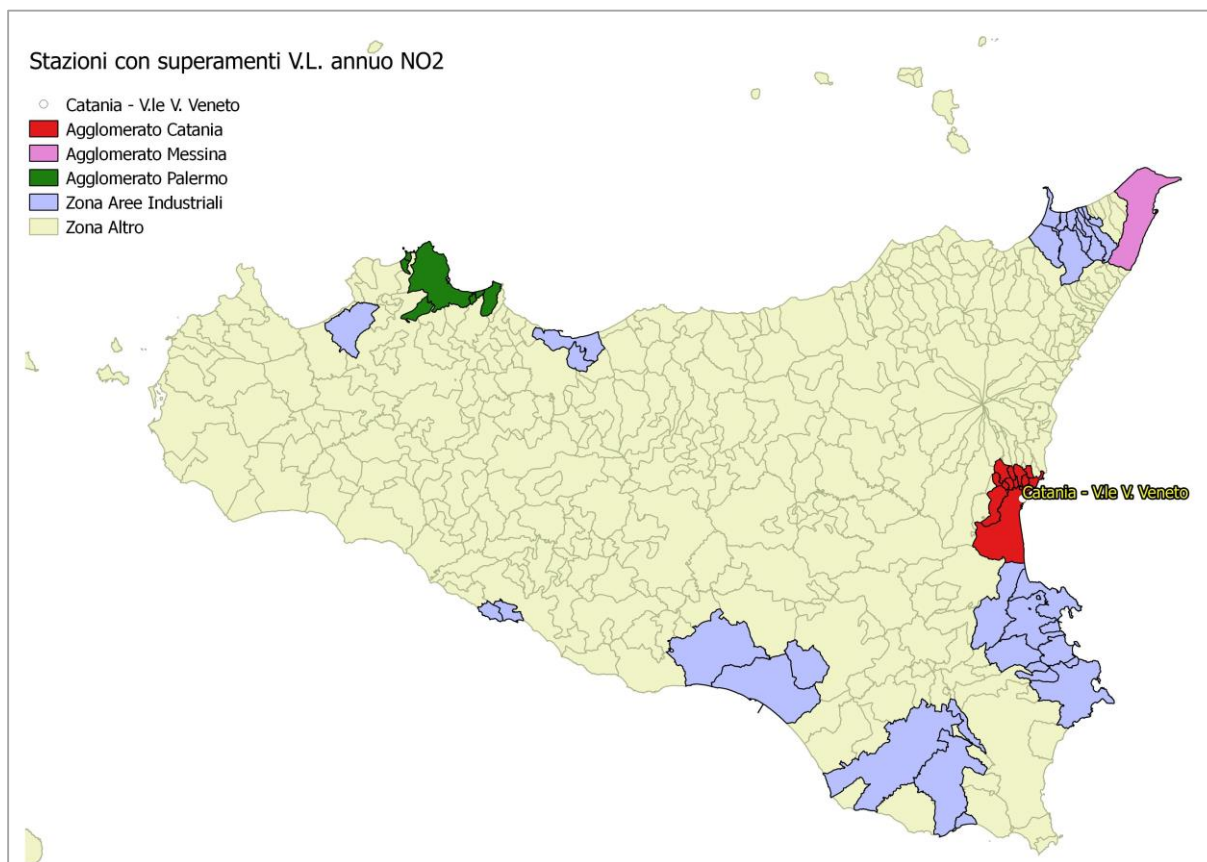 Stazioni con superamenti V.L. annuo NO2
Catania - V.le V. Veneto
Agglomerato Catania
Agglomerato Messina
Agglomerato Palermo
Zona Aree Industriali
Zona Altro
Catania - V.le V. Veneto